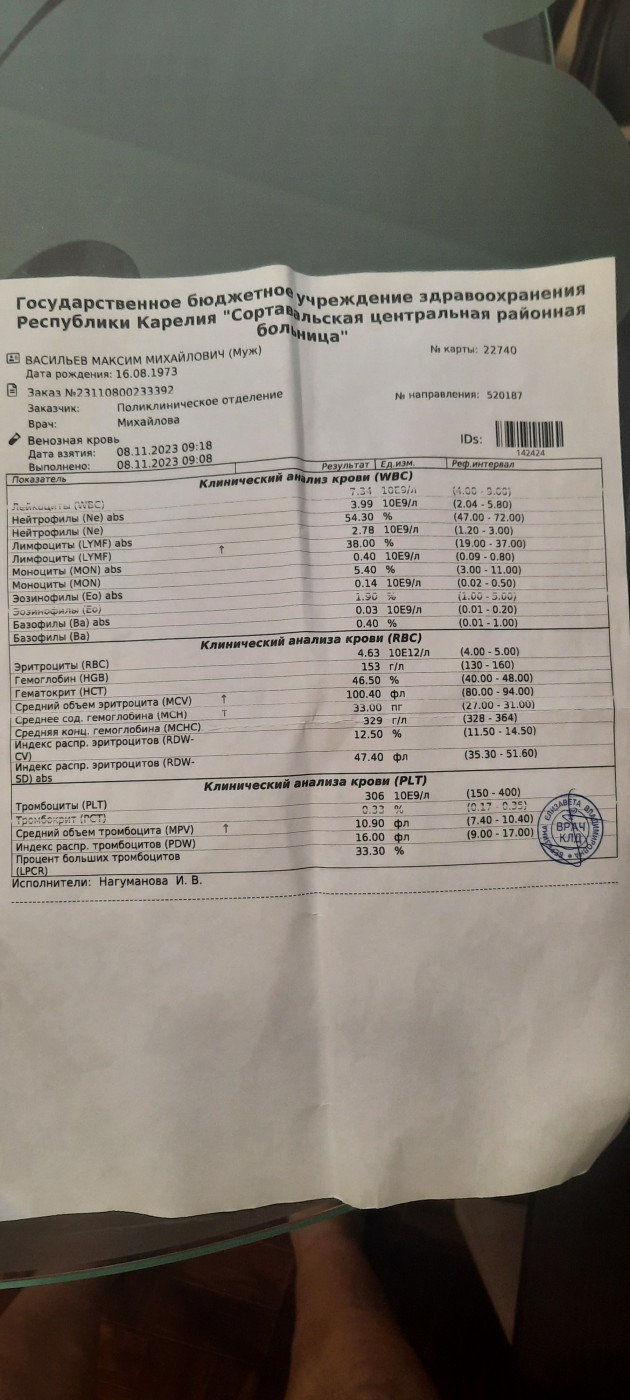 Государственное бюджетное учреждение здравоохранения
Республики Карелия "Сортавальская центральная районная
больница"
ВАСИЛЬЕВ МАКСИМ МИХАЙЛОВИЧ (Муж)
№ карты: 22740
Дата рождения: 16.08.1973
Заказ №23110800233392
№ направления: 520187
Заказчик: Поликлиническое отделение
Врач: Михайлова
Венозная кровь
IDs:
142424
Дата взятия: 08.11.2023 09:18
Выполнено: 08.11.2023 09:08
Показатель Результат Ед.изм. Реф.интервал
Клинический анализ крови (WBC)
Лейкоциты (WBC) 7.34 10E9/л (4.00 - 9.00)
Нейтрофилы (Ne) abs 3.99 10E9/л (2.04 - 5.80)
Нейтрофилы (Ne) 54.30 % (47.00 - 72.00)
Лимфоциты (LYMF) abs 2.78 10E9/л (1.20 - 3.00)
Лимфоциты (LYMF) ↑ 38.00 % (19.00 - 37.00)
Моноциты (MON) abs 0.40 10E9/л (0.09 - 0.80)
Моноциты (MON) 5.40 % (3.00 - 11.00)
Эозинофилы (Eo) abs 0.14 10E9/л (0.02 - 0.50)
Эозинофилы (Eo) 1.90 % (1.00 - 5.00)
Базофилы (Ba) abs 0.03 10E9/л (0.01 - 0.20)
Базофилы (Ba) 0.40 % (0.01 - 1.00)
Клинический анализа крови (RBC)
Эритроциты (RBC) 4.63 10E12/л (4.00 - 5.00)
Гемоглобин (HGB) 153 г/л (130 - 160)
Гематокрит (HCT) 46.50 % (40.00 - 48.00)
Средний объем эритроцита (MCV) ↑ 100.40 фл (80.00 - 94.00)
Среднее сод. гемоглобина (MCH) ↑ 33.00 пг (27.00 - 31.00)
Средняя конц. гемоглобина (MCHC) 329 г/л (328 - 364)
Индекс распр. эритроцитов (RDW-CV) 12.50 % (11.50 - 14.50)
Индекс распр. эритроцитов (RDW-SD) abs 47.40 фл (35.30 - 51.60)
Клинический анализа крови (PLT)
Тромбоциты (PLT) 306 10E9/л (150 - 400)
Тромбокрит (PCT) 0.33 % (0.17 - 0.35)
Средний объем тромбоцита (MPV) ↑ 10.90 фл (7.40 - 10.40)
Индекс распр. тромбоцитов (PDW) 16.00 фл (9.00 - 17.00)
Процент больших тромбоцитов (LPCR) 33.30 %
Исполнители: Нагуманова И. В.
ЕЛИЗАВЕТА ВЛАДИМИРОВНА
ВРАЧ
КЛД